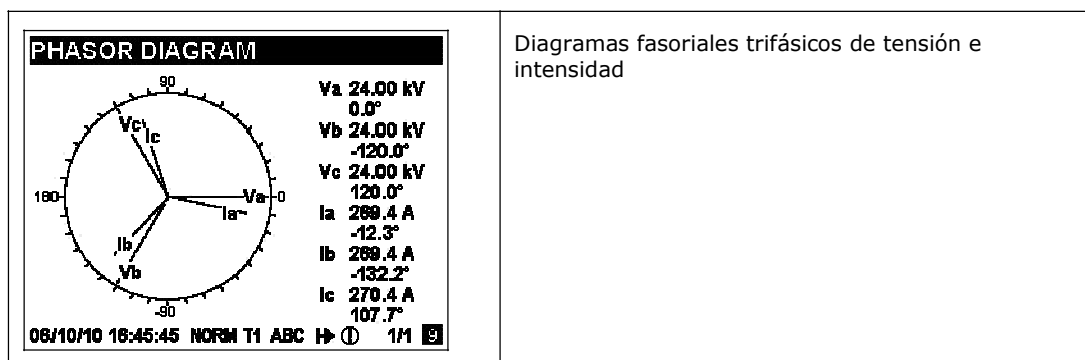 PHASOR DIAGRAM
90
180
0
-90
Va
Vb
Vc
Ia
Ib
Ic
Va 24.00 kV
0.0°
Vb 24.00 kV
-120.0°
Vc 24.00 kV
120.0°
Ia 269.4 A
-12.3°
Ib 269.4 A
-132.2°
Ic 270.4 A
107.7°
06/10/10 16:45:45 NORM T1 ABC 1/1 9
Diagramas fasoriales trifásicos de tensión e
intensidad